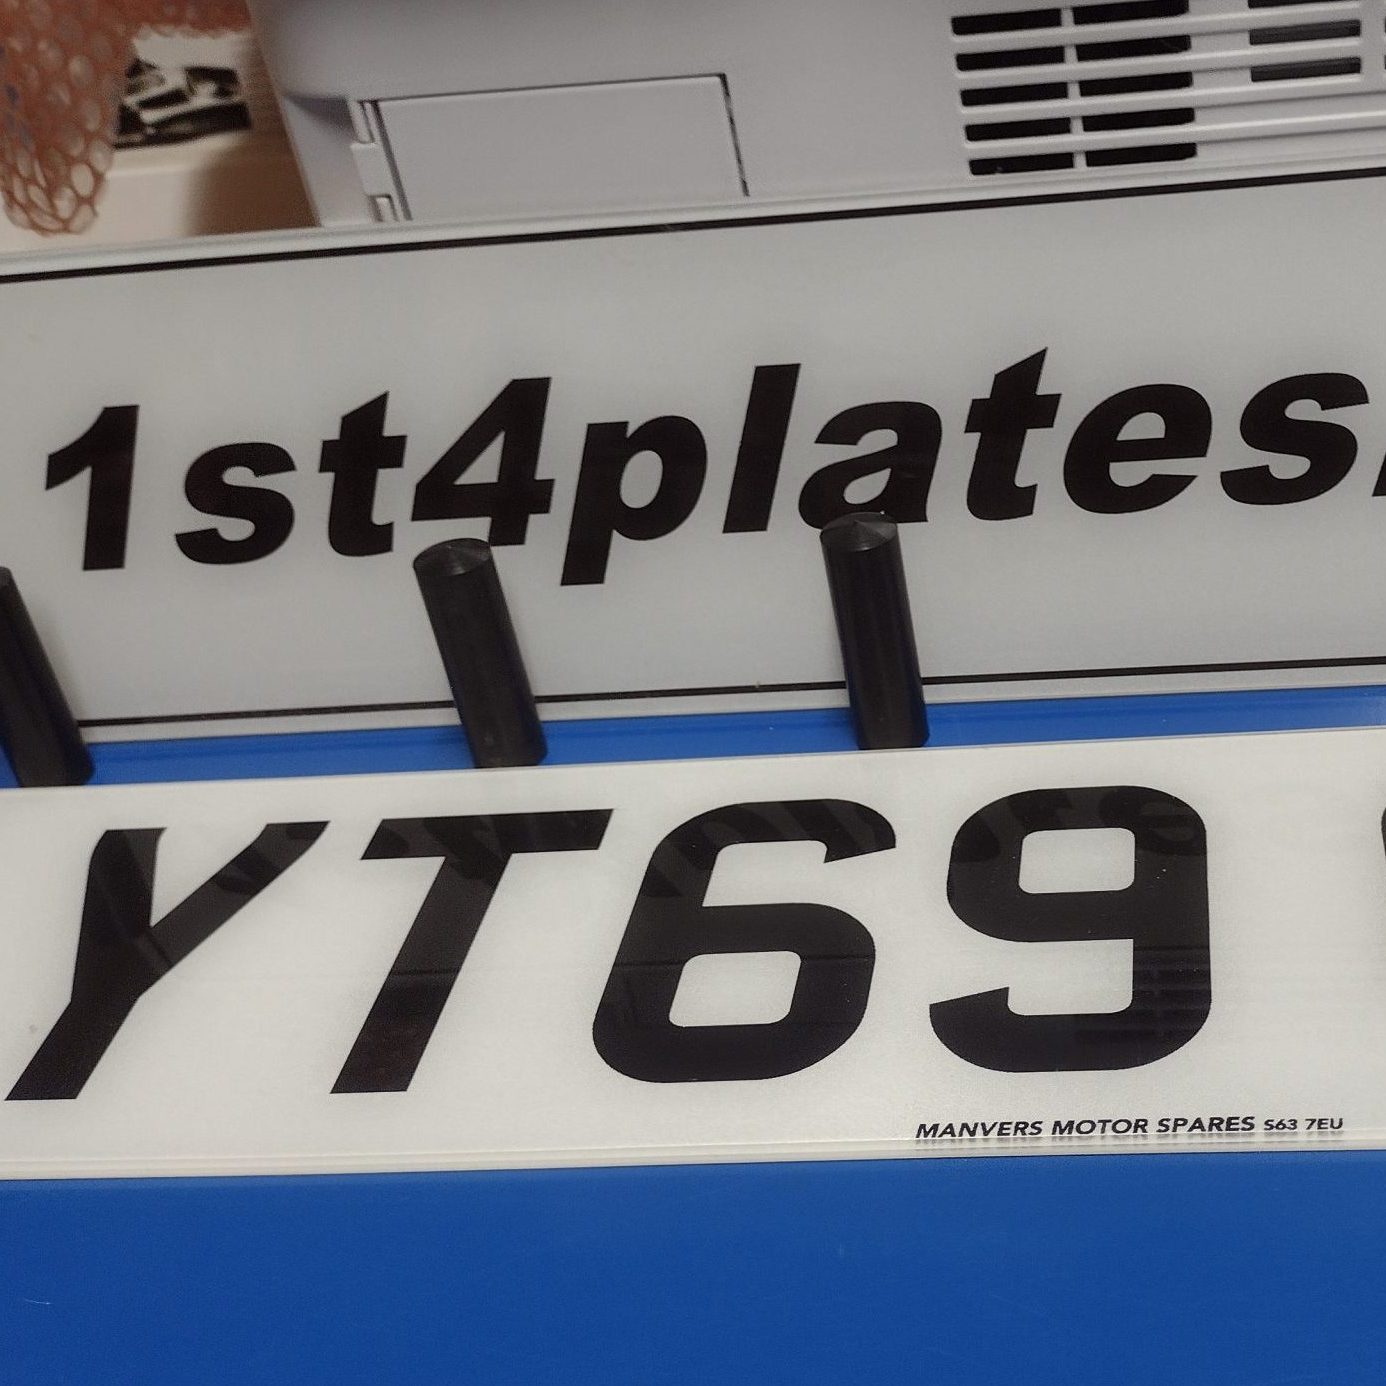 1st4plates.
YT69
MANVERS MOTOR SPARES S63 7EU